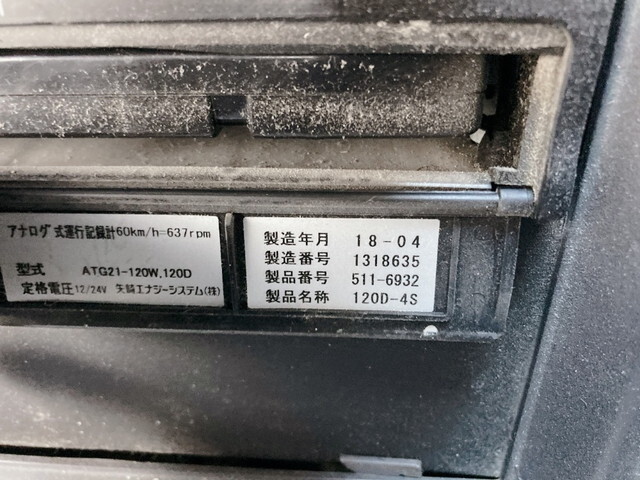 アナログ式運行記録計60km/h=637rpm
型式 ATG21-120W,120D
定格電圧12/24V 矢崎エナジーシステム(株)
製造年月 18-04
製造番号 1318635
製品番号 511-6932
製品名称 120D-4S